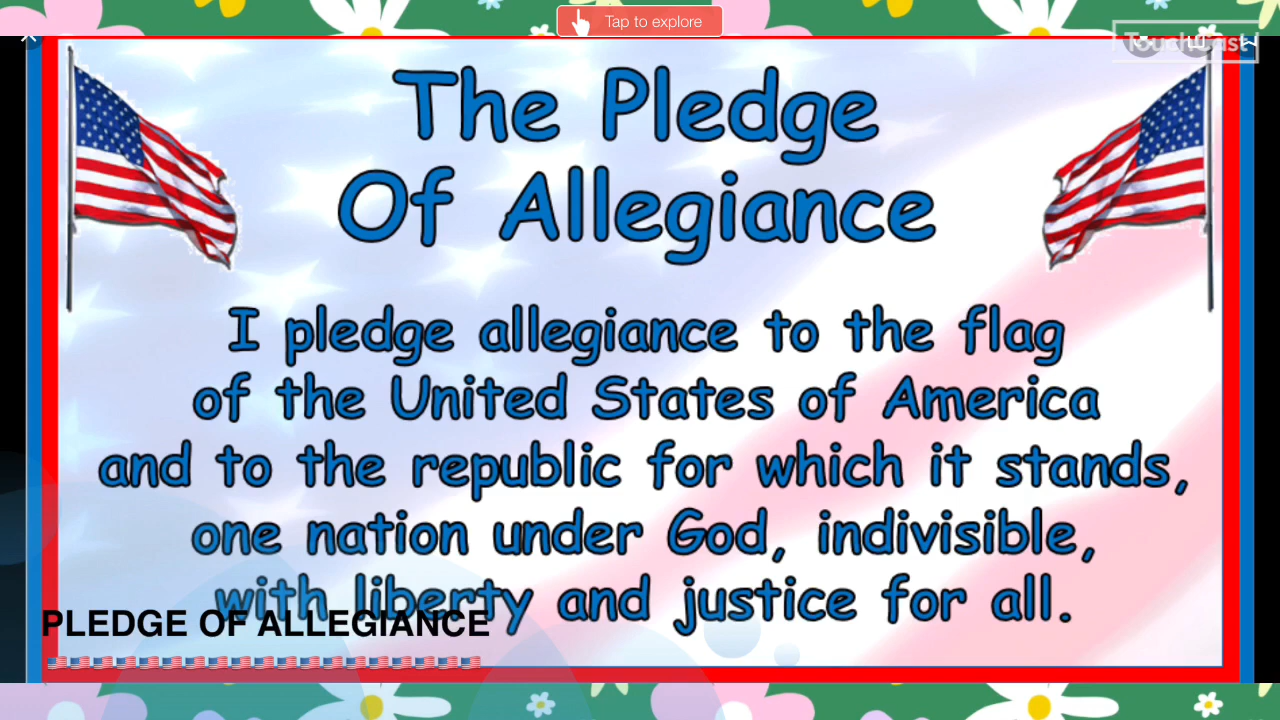 Tap to explore
TouchCast
The Pledge
Of Allegiance
I pledge allegiance to the flag
of the United States of America
and to the republic for which it stands,
one nation under God, indivisible,
with liberty and justice for all.
PLEDGE OF ALLEGIANCE